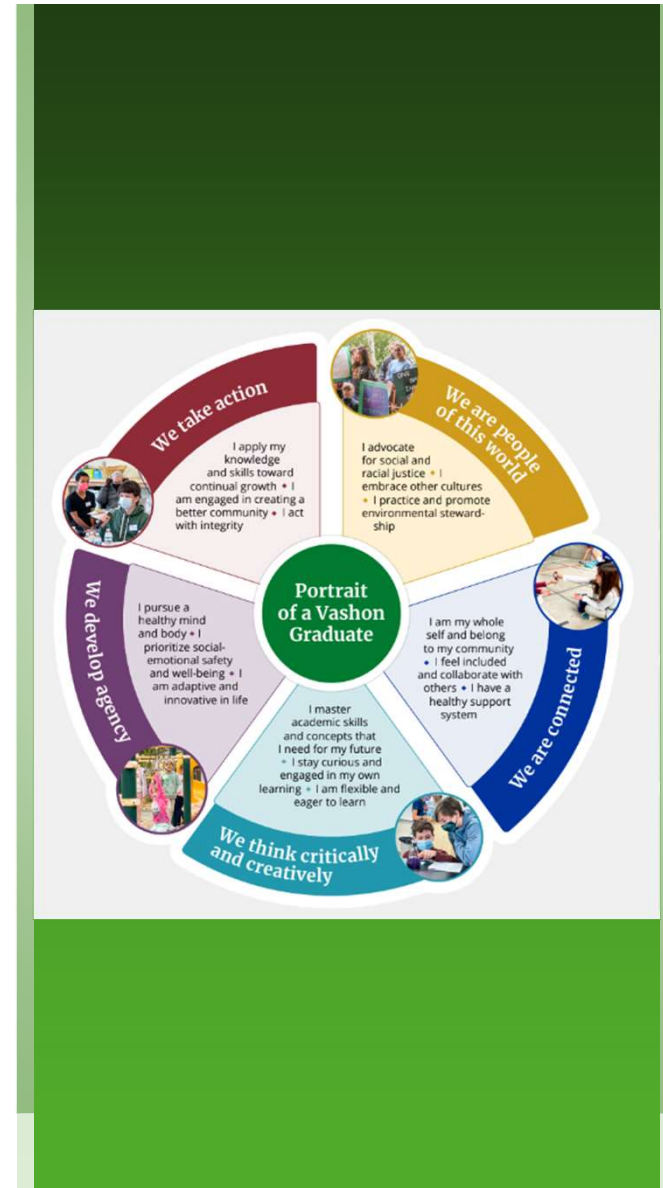 Portrait
of a Vashon
Graduate
We take action
I apply my
knowledge
and skills toward
continual growth • I
am engaged in creating a
better community • I act
with integrity
We are people
of this world
I advocate
for social and
racial justice • I
embrace other cultures
• I practice and promote
environmental steward-
ship
We are connected
I am my whole
self and belong
to my community
• I feel included
and collaborate with
others • I have a
healthy support
system
We think critically
and creatively
I master
academic skills
and concepts that
I need for my future
• I stay curious and
engaged in my own
learning • I am flexible and
eager to learn
We develop agency
I pursue a
healthy mind
and body • I
prioritize social-
emotional safety
and well-being • I
am adaptive and
innovative in life